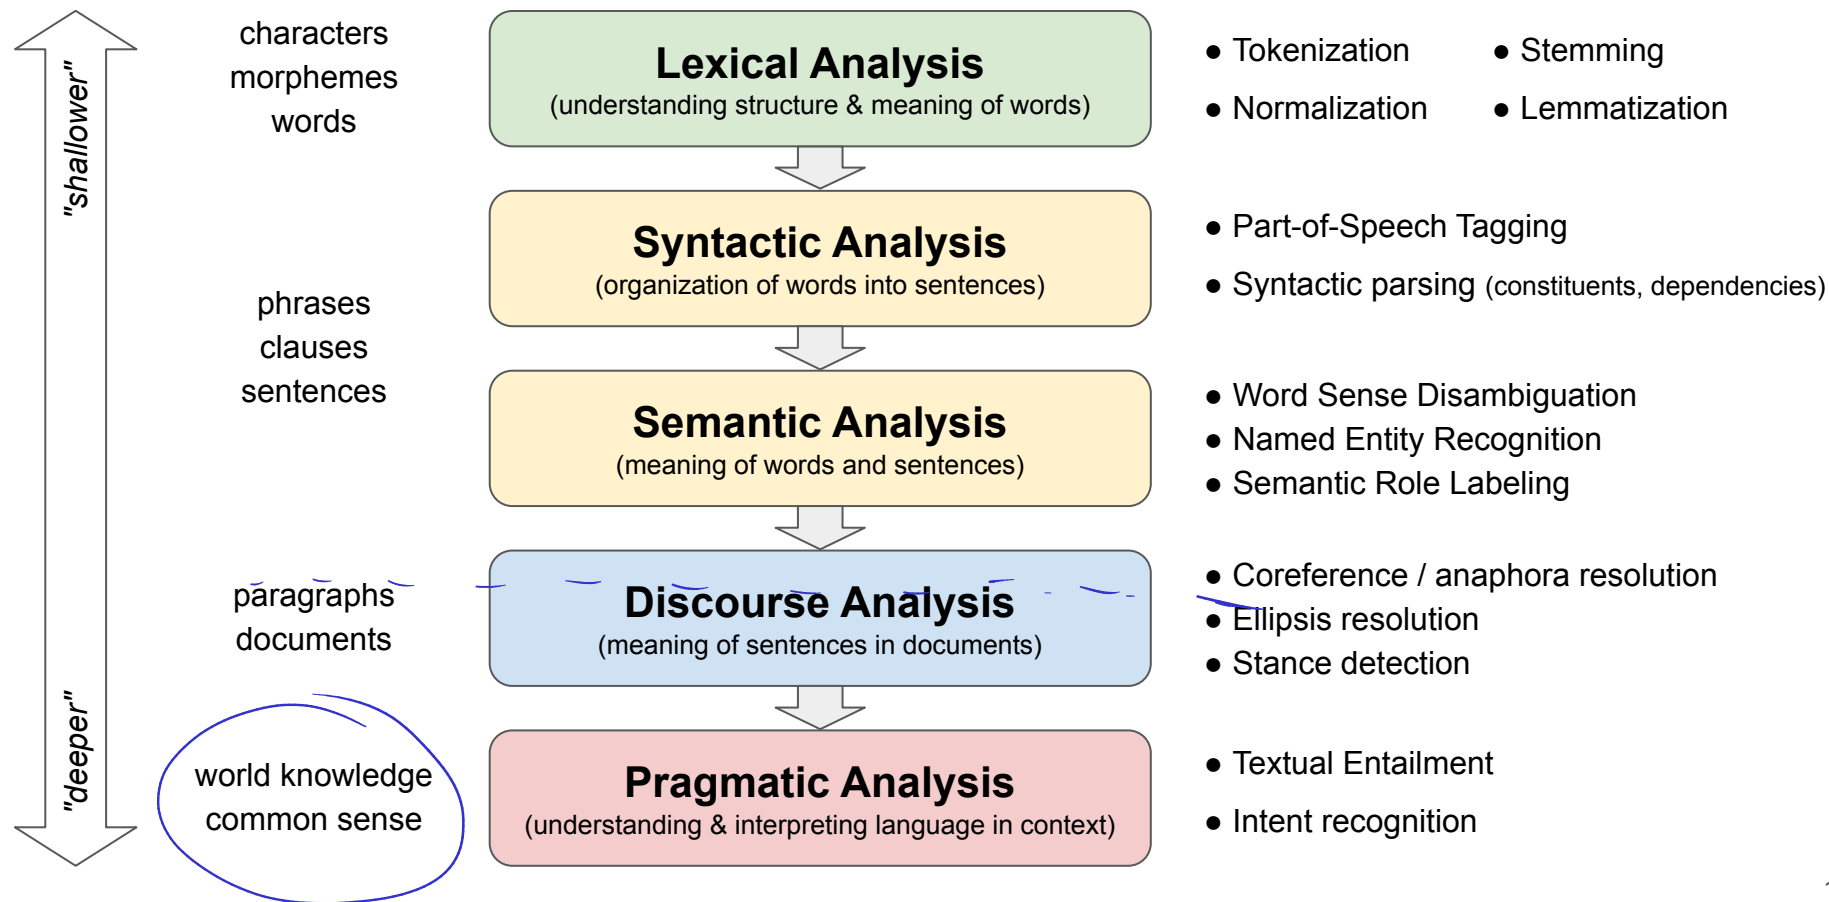 "shallower"
"deeper"
characters
morphemes
words
Lexical Analysis
(understanding structure & meaning of words)
● Tokenization ● Stemming
● Normalization ● Lemmatization
Syntactic Analysis
(organization of words into sentences)
● Part-of-Speech Tagging
● Syntactic parsing (constituents, dependencies)
phrases
clauses
sentences
Semantic Analysis
(meaning of words and sentences)
● Word Sense Disambiguation
● Named Entity Recognition
● Semantic Role Labeling
paragraphs
documents
Discourse Analysis
(meaning of sentences in documents)
● Coreference / anaphora resolution
● Ellipsis resolution
● Stance detection
world knowledge
common sense
Pragmatic Analysis
(understanding & interpreting language in context)
● Textual Entailment
● Intent recognition